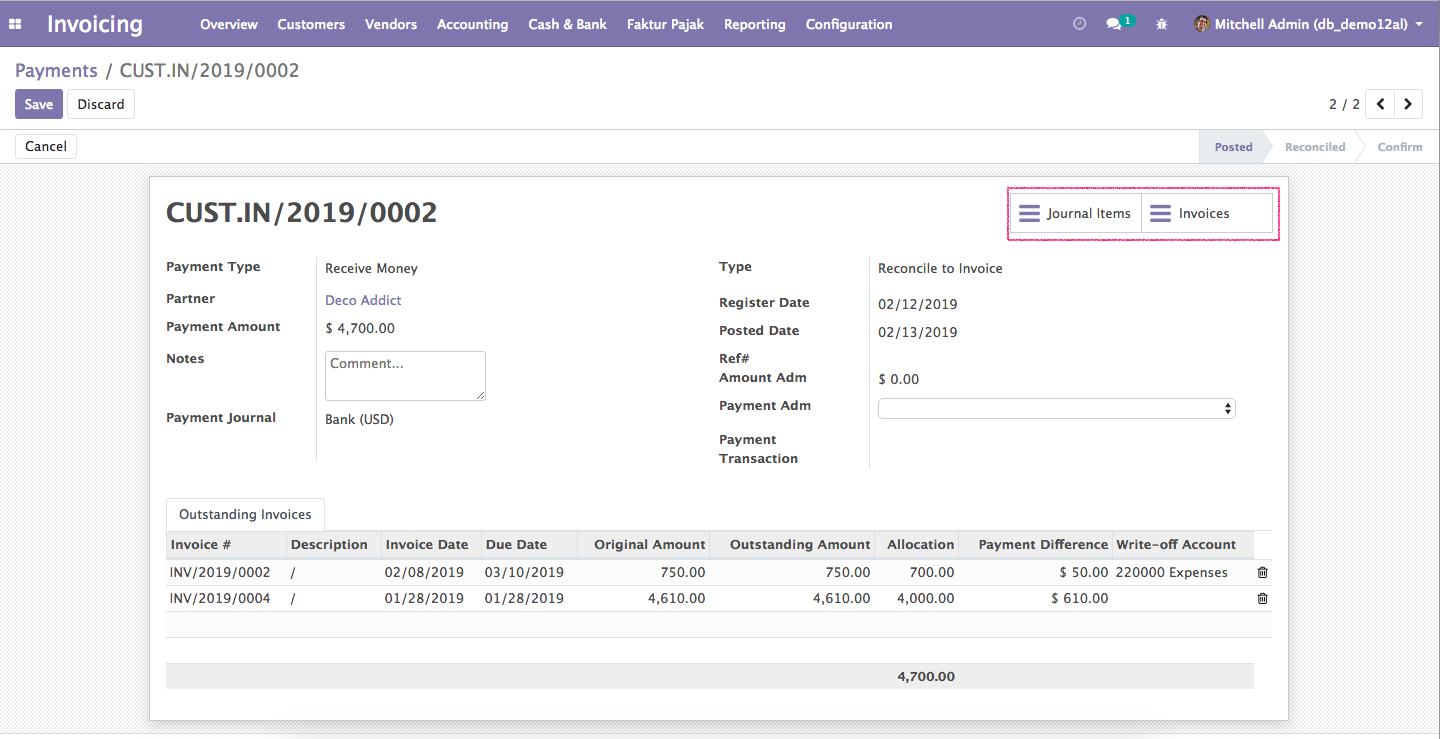 Invoicing Overview Customers Vendors Accounting Cash & Bank Faktur Pajak Reporting Configuration 1 Mitchell Admin (db_demo12al)
Payments / CUST.IN/2019/0002
Save Discard 2 / 2
Cancel Posted Reconciled Confirm
CUST.IN/2019/0002 Journal Items Invoices
Payment Type Receive Money
Partner Deco Addict
Payment Amount $ 4,700.00
Notes Comment...
Payment Journal Bank (USD)
Type Reconcile to Invoice
Register Date 02/12/2019
Posted Date 02/13/2019
Ref#
Amount Adm $ 0.00
Payment Adm
Payment
Transaction
Outstanding Invoices
Invoice # Description Invoice Date Due Date Original Amount Outstanding Amount Allocation Payment Difference Write-off Account
INV/2019/0002 / 02/08/2019 03/10/2019 750.00 750.00 700.00 $ 50.00 220000 Expenses
INV/2019/0004 / 01/28/2019 01/28/2019 4,610.00 4,610.00 4,000.00 $ 610.00
4,700.00